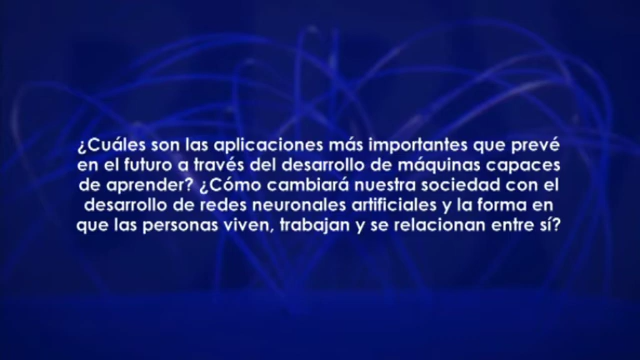 ¿Cuáles son las aplicaciones más importantes que prevé
en el futuro a través del desarrollo de máquinas capaces
de aprender? ¿Cómo cambiará nuestra sociedad con el
desarrollo de redes neuronales artificiales y la forma en
que las personas viven, trabajan y se relacionan entre sí?